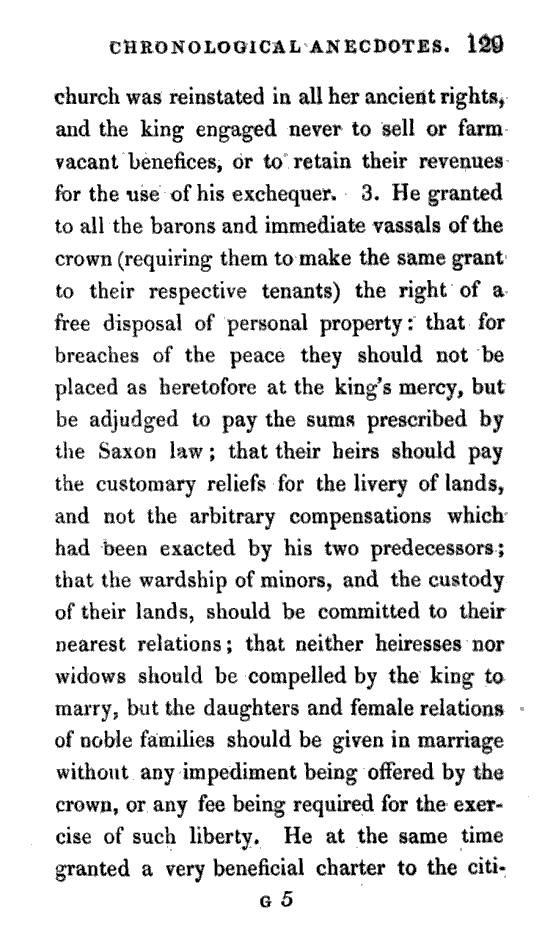 CHRONOLOGICAL ANECDOTES. 129
church was reinstated in all her ancient rights,
and the king engaged never to sell or farm
vacant benefices, or to retain their revenues
for the use of his exchequer. 3. He granted
to all the barons and immediate vassals of the
crown (requiring them to make the same grant
to their respective tenants) the right of a
free disposal of personal property: that for
breaches of the peace they should not be
placed as heretofore at the king's mercy, but
be adjudged to pay the sums prescribed by
the Saxon law; that their heirs should pay
the customary reliefs for the livery of lands,
and not the arbitrary compensations which
had been exacted by his two predecessors;
that the wardship of minors, and the custody
of their lands, should be committed to their
nearest relations; that neither heiresses nor
widows should be compelled by the king to
marry, but the daughters and female relations
of noble families should be given in marriage
without any impediment being offered by the
crown, or any fee being required for the exer-
cise of such liberty. He at the same time
granted a very beneficial charter to the citi-
G 5